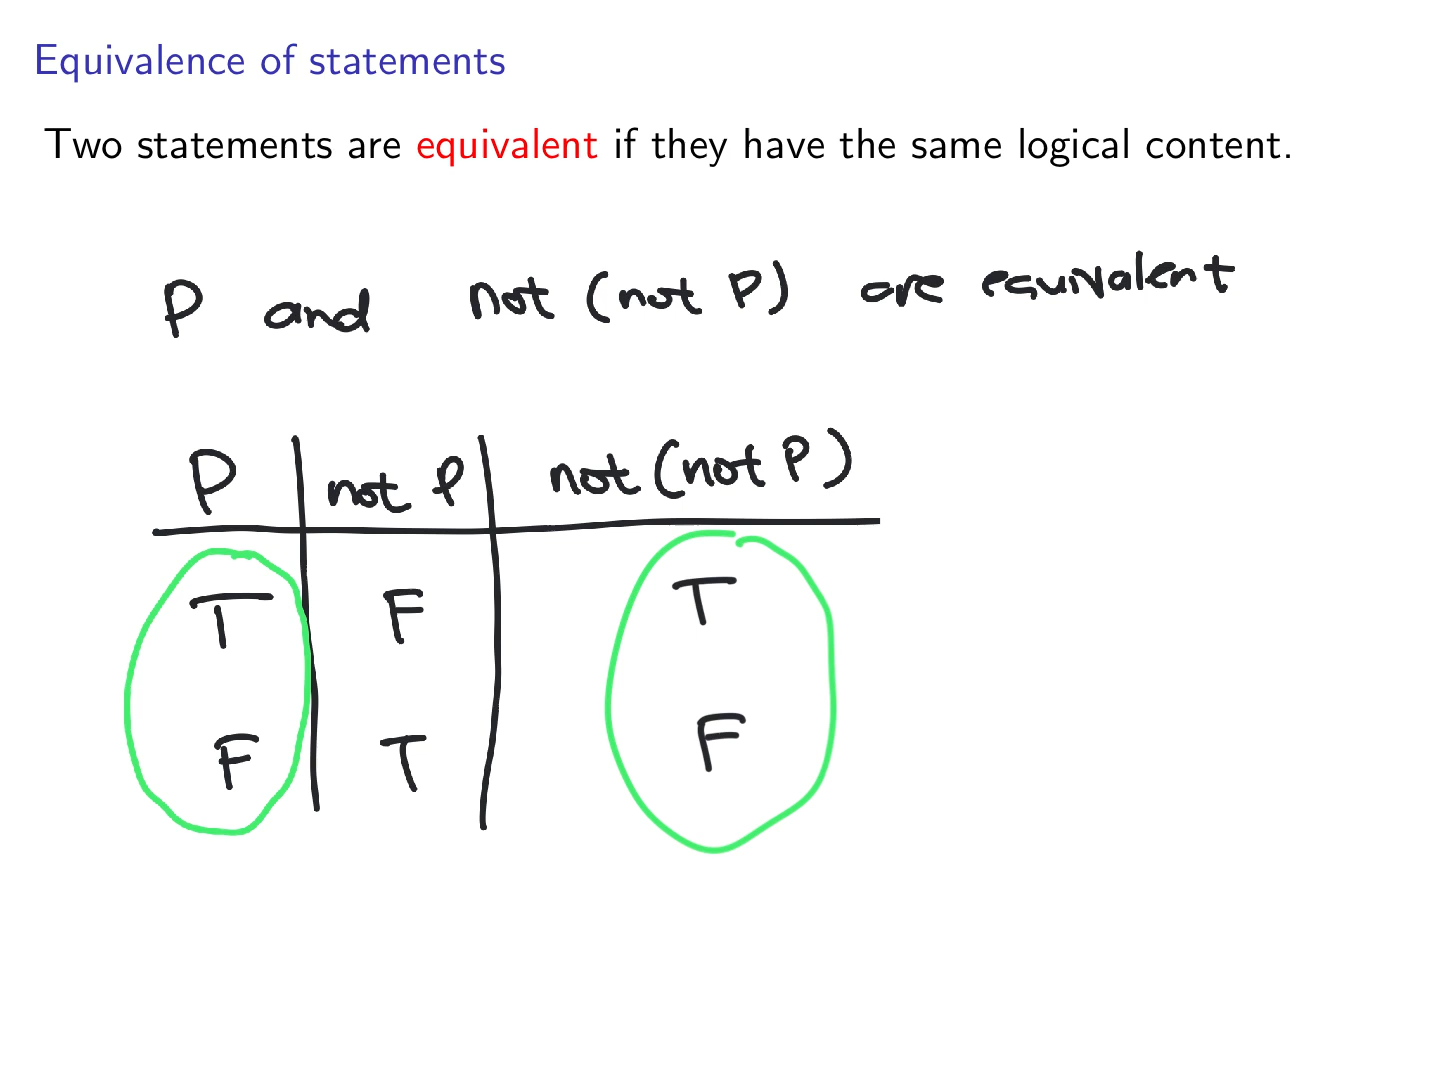 Equivalence of statements
Two statements are equivalent if they have the same logical content.
P and not (not P) are equivalent
P not P not (not P)
T F T
F T F